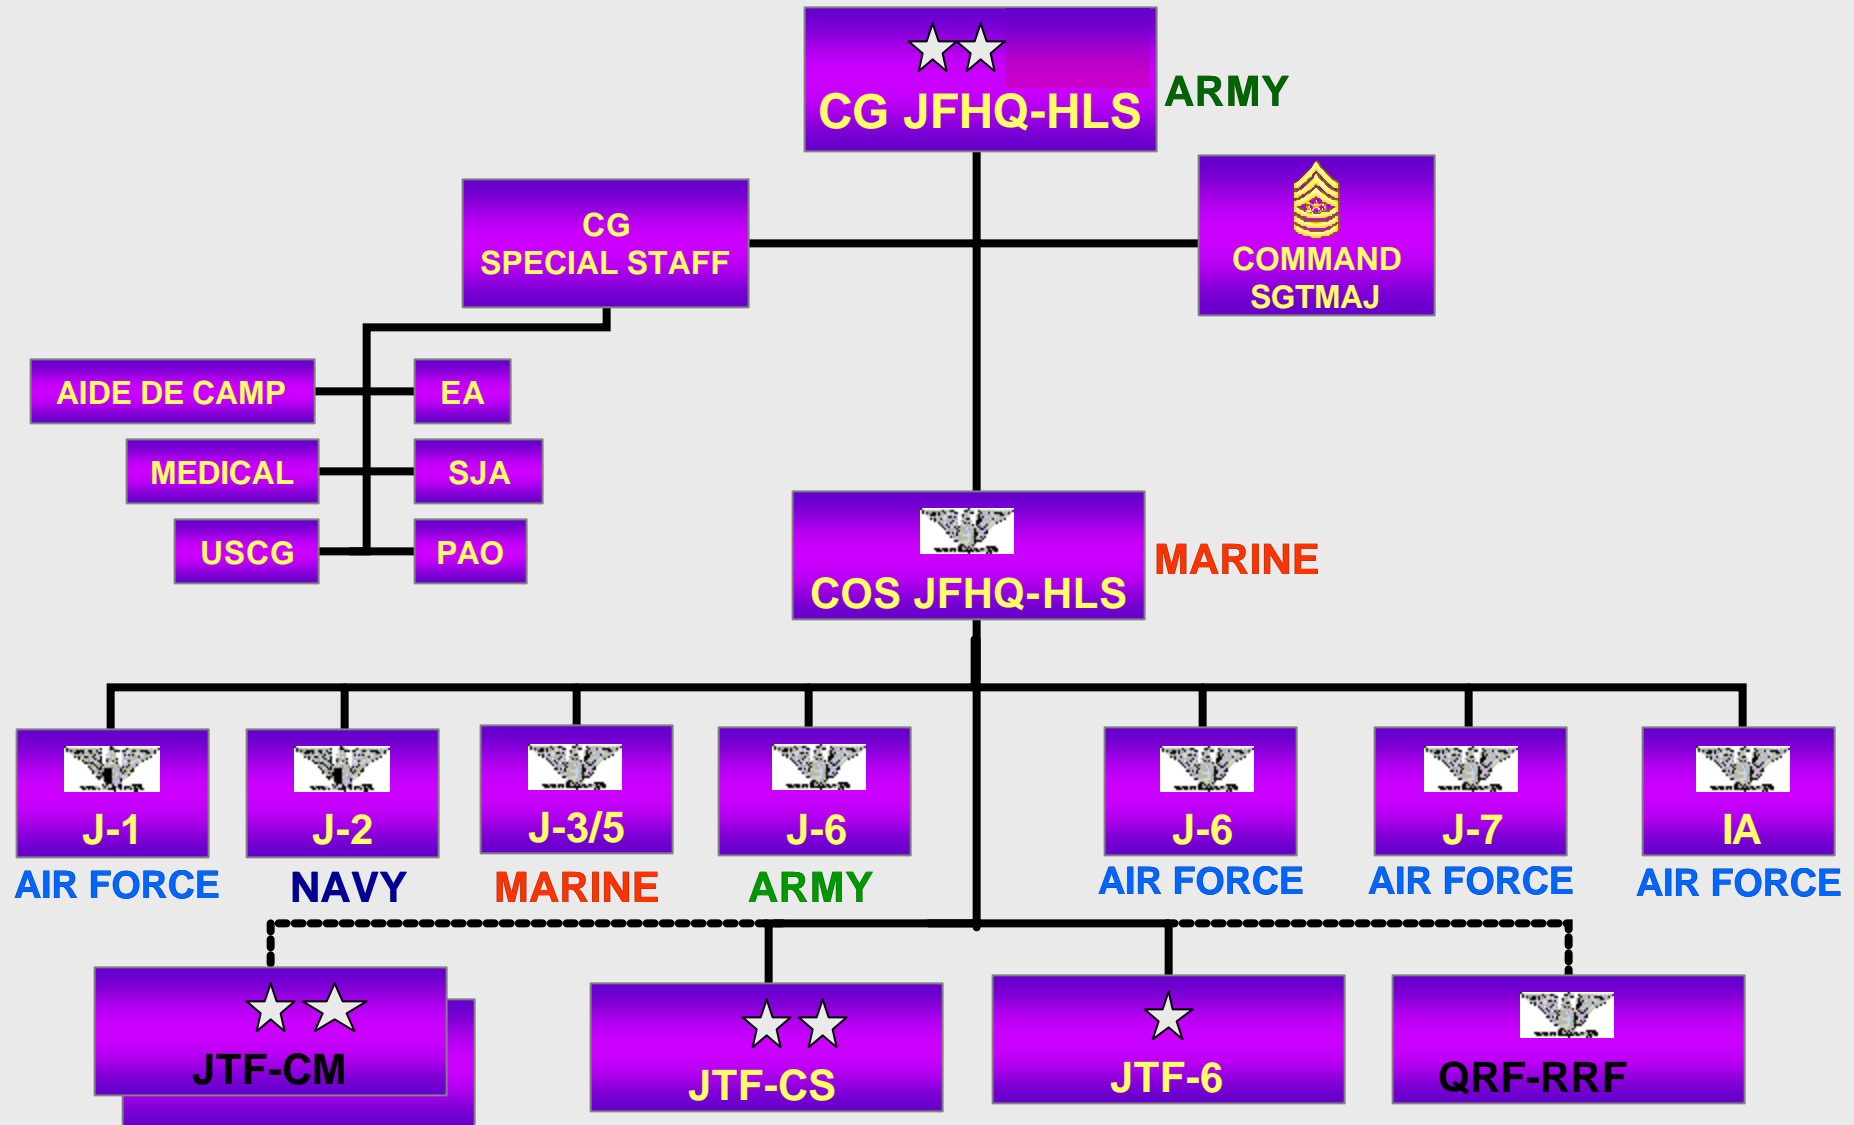 CG JFHQ-HLS
ARMY
CG
SPECIAL STAFF
COMMAND
SGTMAJ
AIDE DE CAMP
EA
MEDICAL
SJA
USCG
PAO
COS JFHQ-HLS
MARINE
J-1
J-2
J-3/5
J-6
J-6
J-7
IA
AIR FORCE
NAVY
MARINE
ARMY
AIR FORCE
AIR FORCE
AIR FORCE
JTF-CM
JTF-CS
JTF-6
QRF-RRF